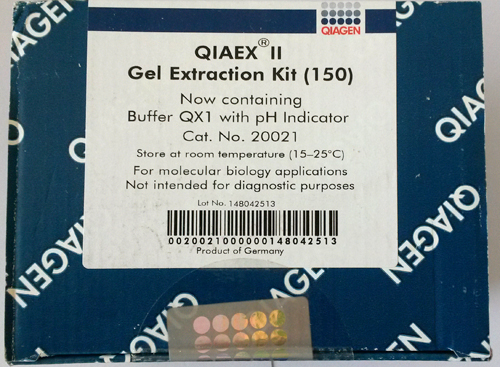 QIAGEN
QIAEX® II
Gel Extraction Kit (150)
Now containing
Buffer QX1 with pH Indicator
Cat. No. 20021
Store at room temperature (15–25°C)
For molecular biology applications
Not intended for diagnostic purposes
Lot No. 148042513
0020021000000148042513
Product of Germany
QIAGEN
QIAGEN
QIAGEN